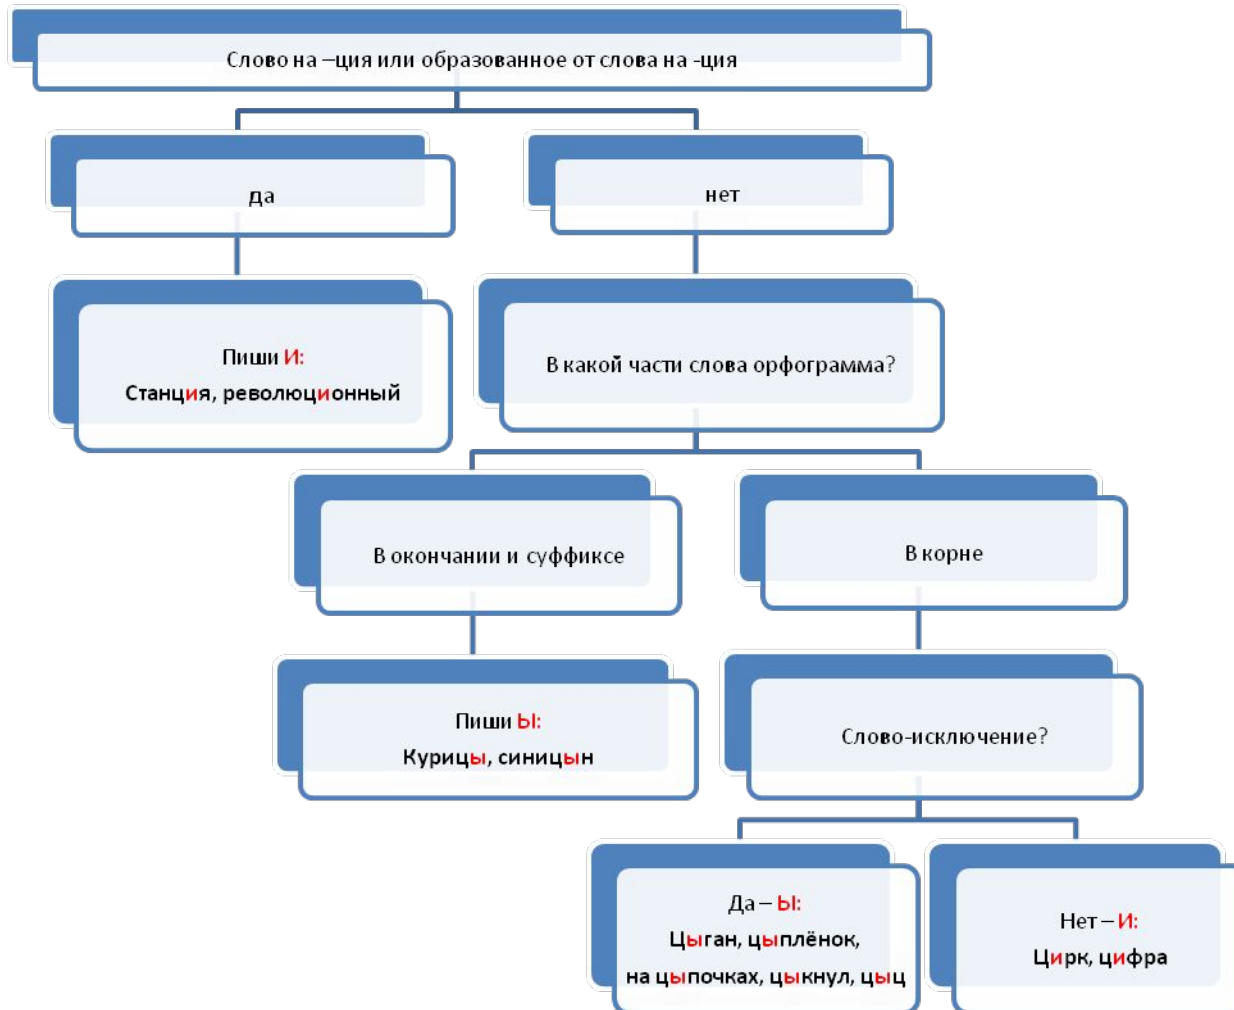 Слово на –ция или образованное от слова на -ция
да
нет
Пиши И:
Станция, революционный
В какой части слова орфограмма?
В окончании и суффиксе
В корне
Пиши Ы:
Курицы, синицын
Слово-исключение?
Да – Ы:
Цыган, цыплёнок,
на цыпочках, цыкнул, цыц
Нет – И:
Цирк, цифра